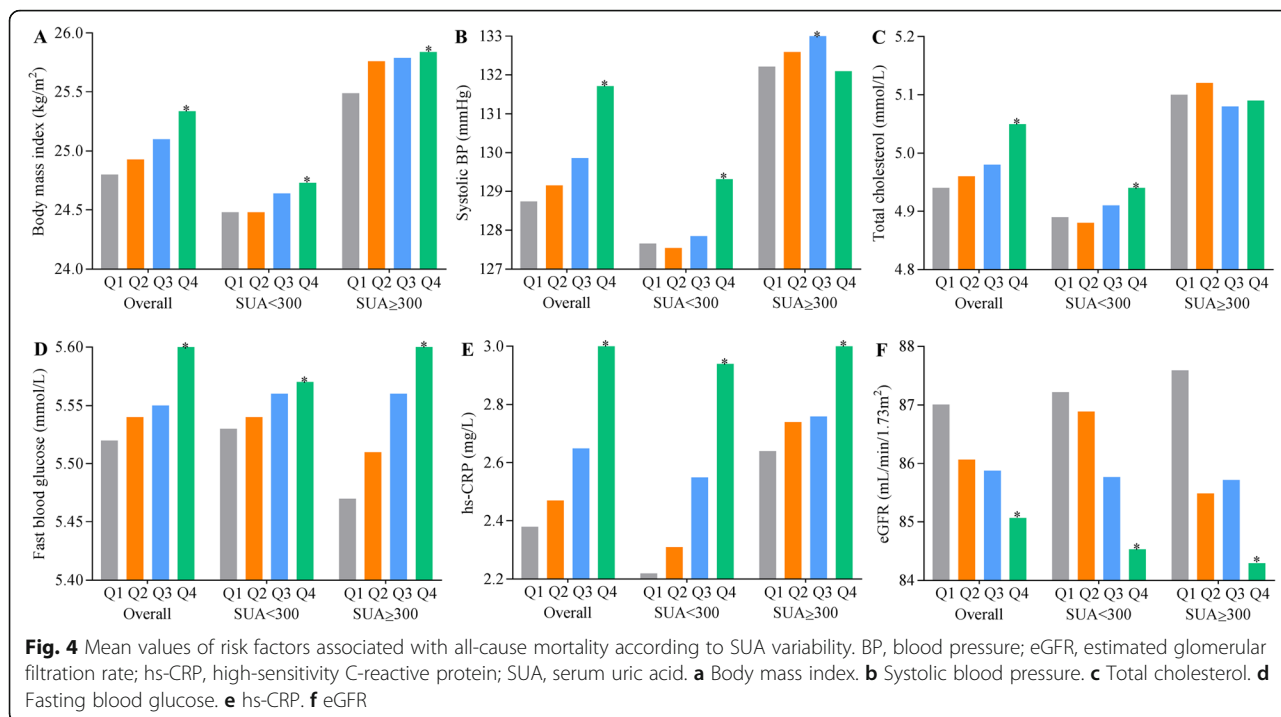 A
Body mass index (kg/m²)
26.0
25.5
25.0
24.5
24.0
*
*
*
Q1 Q2 Q3 Q4 Q1 Q2 Q3 Q4 Q1 Q2 Q3 Q4
Overall SUA<300 SUA≥300
B
Systolic BP (mmHg)
133
132
130
129
128
127
*
*
*
Q1 Q2 Q3 Q4 Q1 Q2 Q3 Q4 Q1 Q2 Q3 Q4
Overall SUA<300 SUA≥300
C
Total cholesterol (mmol/L)
5.2
5.1
5.0
4.9
4.8
*
*
Q1 Q2 Q3 Q4 Q1 Q2 Q3 Q4 Q1 Q2 Q3 Q4
Overall SUA<300 SUA≥300
D
Fast blood glucose (mmol/L)
5.60
5.55
5.50
5.45
5.40
*
*
*
Q1 Q2 Q3 Q4 Q1 Q2 Q3 Q4 Q1 Q2 Q3 Q4
Overall SUA<300 SUA≥300
E
hs-CRP (mg/L)
3.0
2.8
2.6
2.4
2.2
*
*
*
Q1 Q2 Q3 Q4 Q1 Q2 Q3 Q4 Q1 Q2 Q3 Q4
Overall SUA<300 SUA≥300
F
eGFR (mL/min/1.73m²)
88
87
86
85
84
*
*
*
Q1 Q2 Q3 Q4 Q1 Q2 Q3 Q4 Q1 Q2 Q3 Q4
Overall SUA<300 SUA≥300
Fig. 4 Mean values of risk factors associated with all-cause mortality according to SUA variability. BP, blood pressure; eGFR, estimated glomerular
filtration rate; hs-CRP, high-sensitivity C-reactive protein; SUA, serum uric acid. a Body mass index. b Systolic blood pressure. c Total cholesterol. d
Fasting blood glucose. e hs-CRP. f eGFR